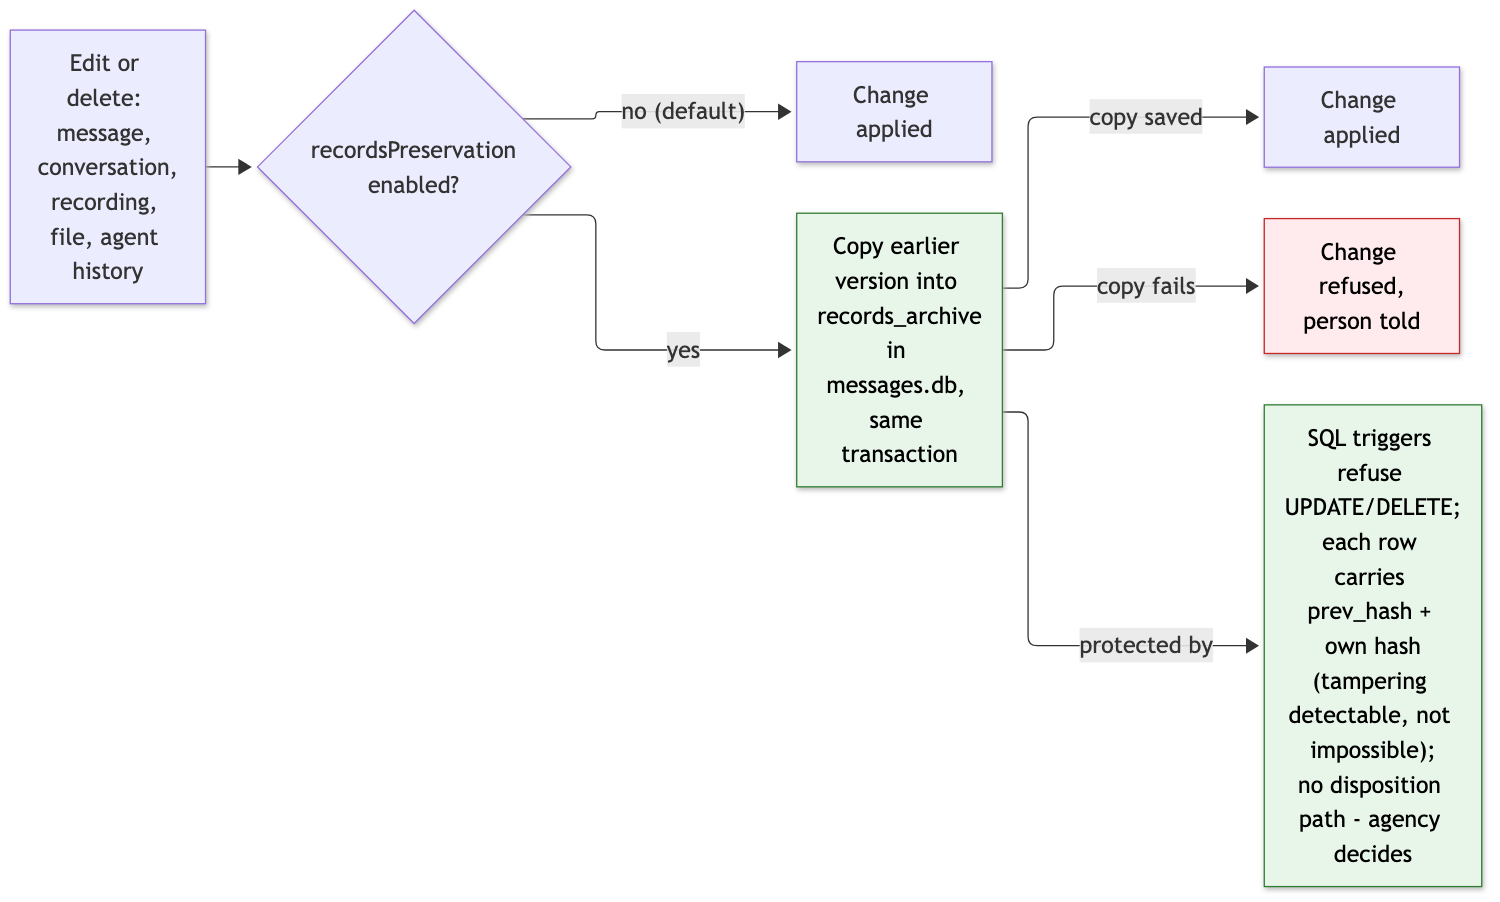 Edit or
delete:
message,
conversation,
recording,
file, agent
history
recordsPreservation
enabled?
no (default)
Change
applied
yes
Copy earlier
version into
records_archive
in
messages.db,
same
transaction
copy saved
Change
applied
copy fails
Change
refused,
person told
protected by
SQL triggers
refuse
UPDATE/DELETE;
each row
carries
prev_hash +
own hash
(tampering
detectable, not
impossible);
no disposition
path - agency
decides